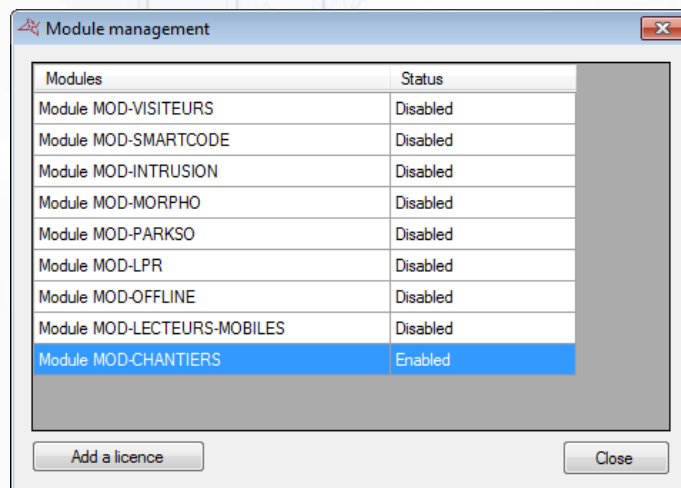 Module management
Modules Status
Module MOD-VISITEURS Disabled
Module MOD-SMARTCODE Disabled
Module MOD-INTRUSION Disabled
Module MOD-MORPHO Disabled
Module MOD-PARKSO Disabled
Module MOD-LPR Disabled
Module MOD-OFFLINE Disabled
Module MOD-LECTEURS-MOBILES Disabled
Module MOD-CHANTIERS Enabled
Add a licence Close